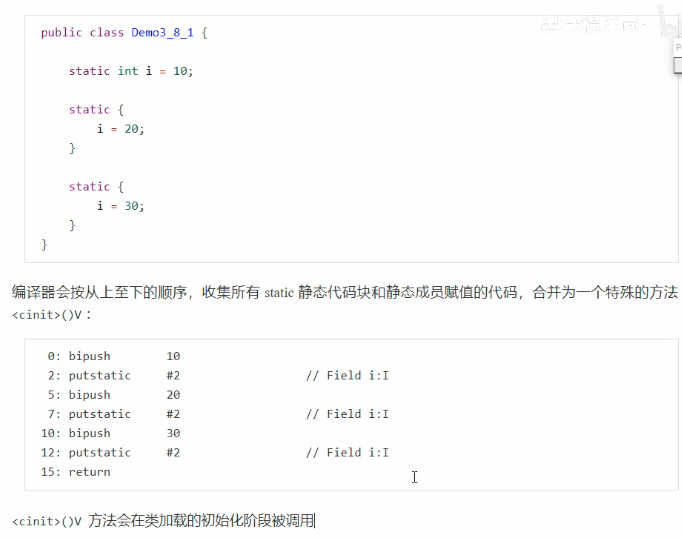 public class Demo3_8_1 {
static int i = 10;
static {
i = 20;
}
static {
i = 30;
}
}
编译器会按从上至下的顺序，收集所有 static 静态代码块和静态成员赋值的代码，合并为一个特殊的方法
<cinit>()V：
0: bipush 10
2: putstatic #2 // Field i:I
5: bipush 20
7: putstatic #2 // Field i:I
10: bipush 30
12: putstatic #2 // Field i:I
15: return
<cinit>()V 方法会在类加载的初始化阶段被调用